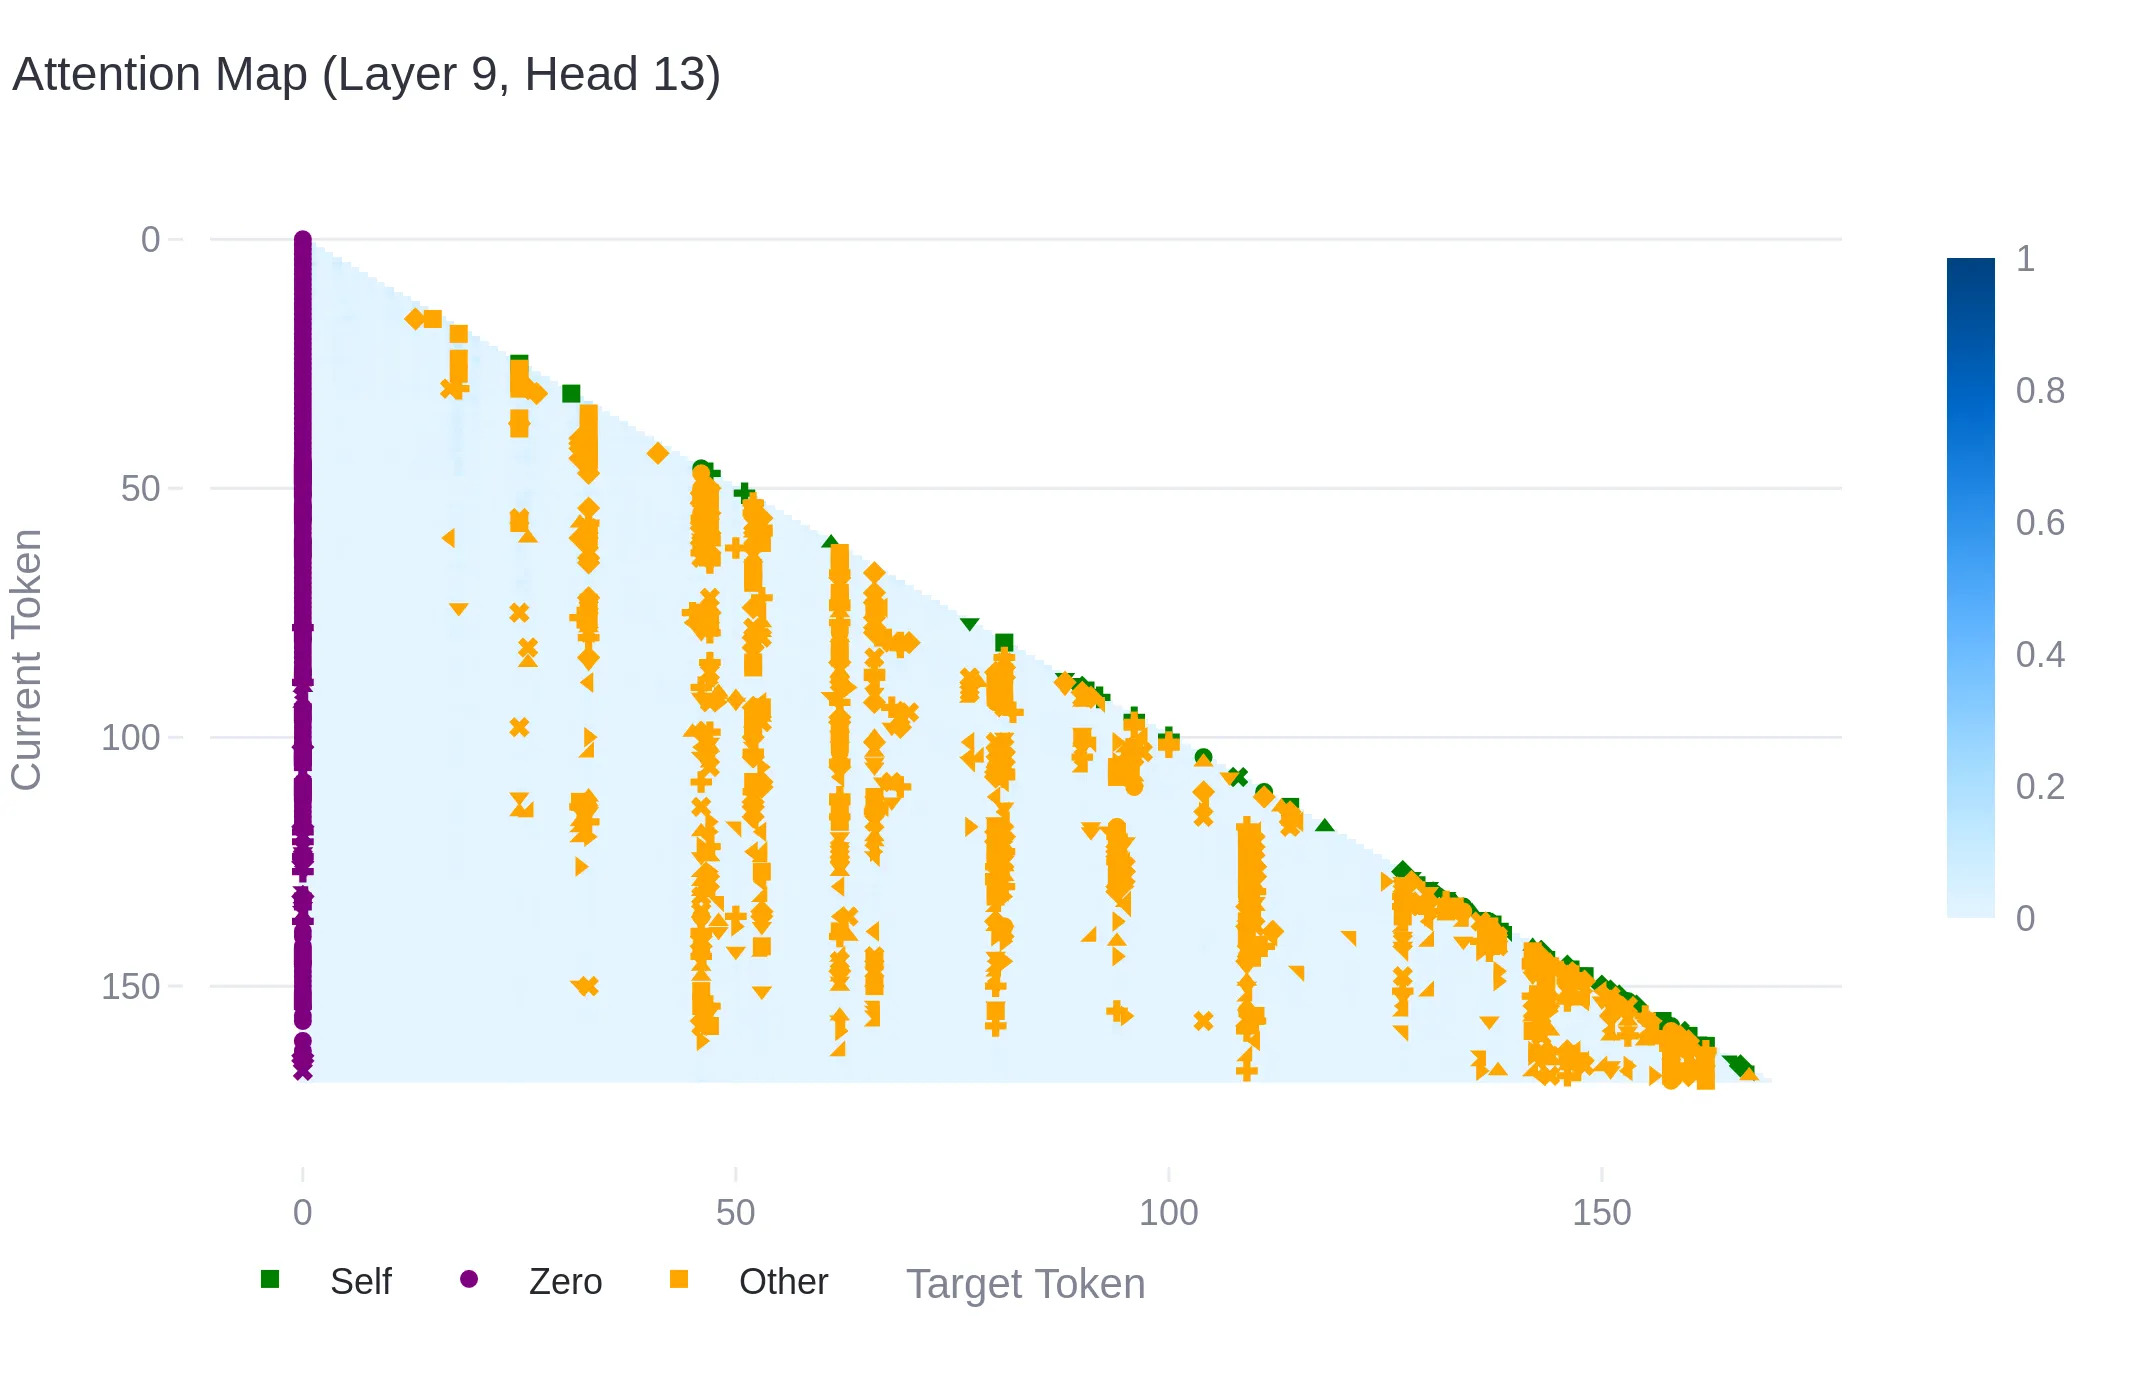 Attention Map (Layer 9, Head 13)
0
50
100
150
Current Token
1
0.8
0.6
0.4
0.2
0
0 50 100 150
Self Zero Other Target Token